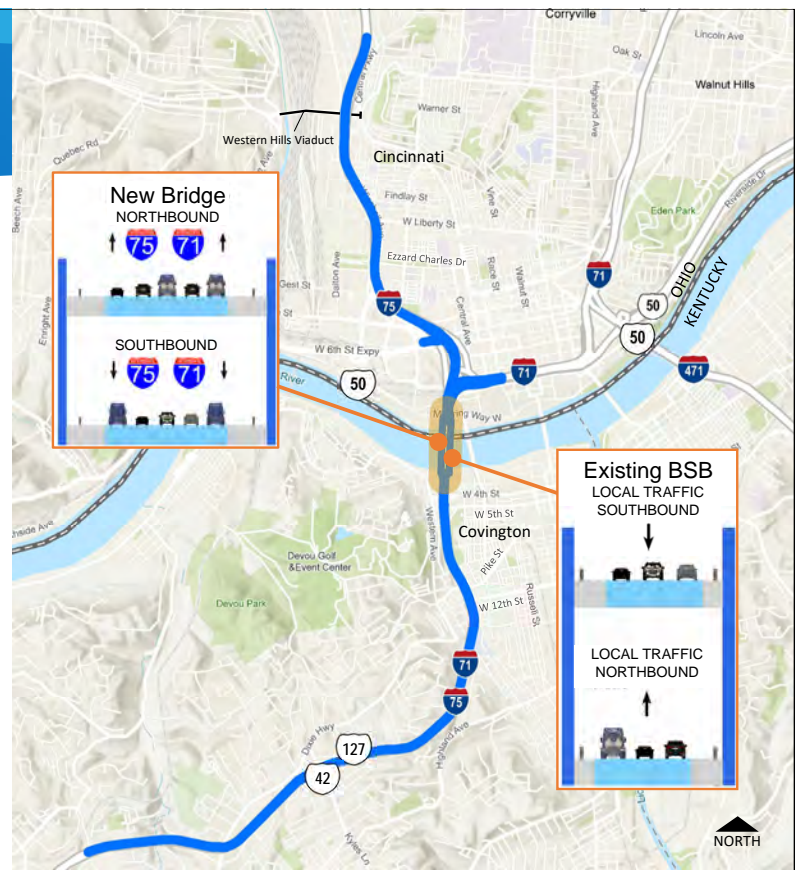 Corryville
Lincoln Ave
Oak St
Central Pkwy
Highland Ave
Walnut Hills
Warner St
Western Hills Viaduct
Quebec Rd
Cincinnati
Riverside Dr
Beech Ave
Findlay St
Vine St
Eden Park
W Liberty St
Ezzard Charles Dr
Race St
Walnut St
Dalton Ave
Gest St
Enright Ave
Central Ave
71
75
50
OHIO
KENTUCKY
50
W 6th St Expy
50
71
471
River
New Bridge
NORTHBOUND
75 71
SOUTHBOUND
75 71
W 4th St
W 5th St
Western Ave
Covington
Pike St
Devou Golf
&Event Center
Devou Park
W 12th St
Russell St
71
75
Dixie Hwy
127
42
Highland Ave
Kyles Ln
Existing BSB
LOCAL TRAFFIC
SOUTHBOUND
LOCAL TRAFFIC
NORTHBOUND
NORTH